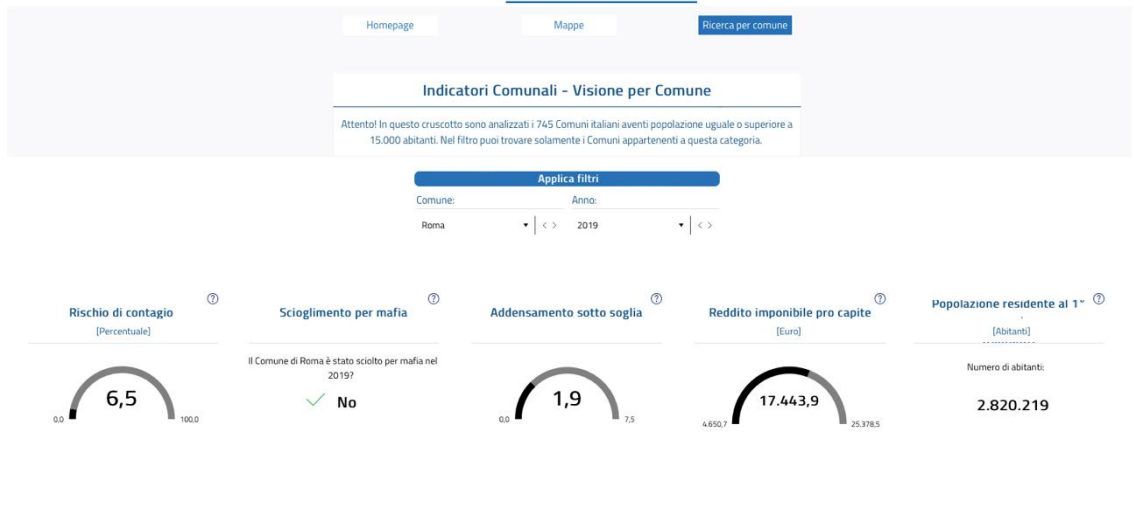 Homepage
Mappe
Ricerca per comune
Indicatori Comunali - Visione per Comune
Attento! In questo cruscotto sono analizzati i 745 Comuni italiani aventi popolazione uguale o superiore a
15.000 abitanti. Nel filtro puoi trovare solamente i Comuni appartenenti a questa categoria.
Applica filtri
Comune:
Anno:
Roma
2019
Rischio di contagio
[Percentuale]
6,5
0,0
100,0
Scioglimento per mafia
Il Comune di Roma è stato sciolto per mafia nel
2019?
No
Addensamento sotto soglia
1,9
0,0
7,5
Reddito imponibile pro capite
[Euro]
17.443,9
4.650,7
25.378,5
Popolazione residente al 1°
[Abitanti]
Numero di abitanti:
2.820.219